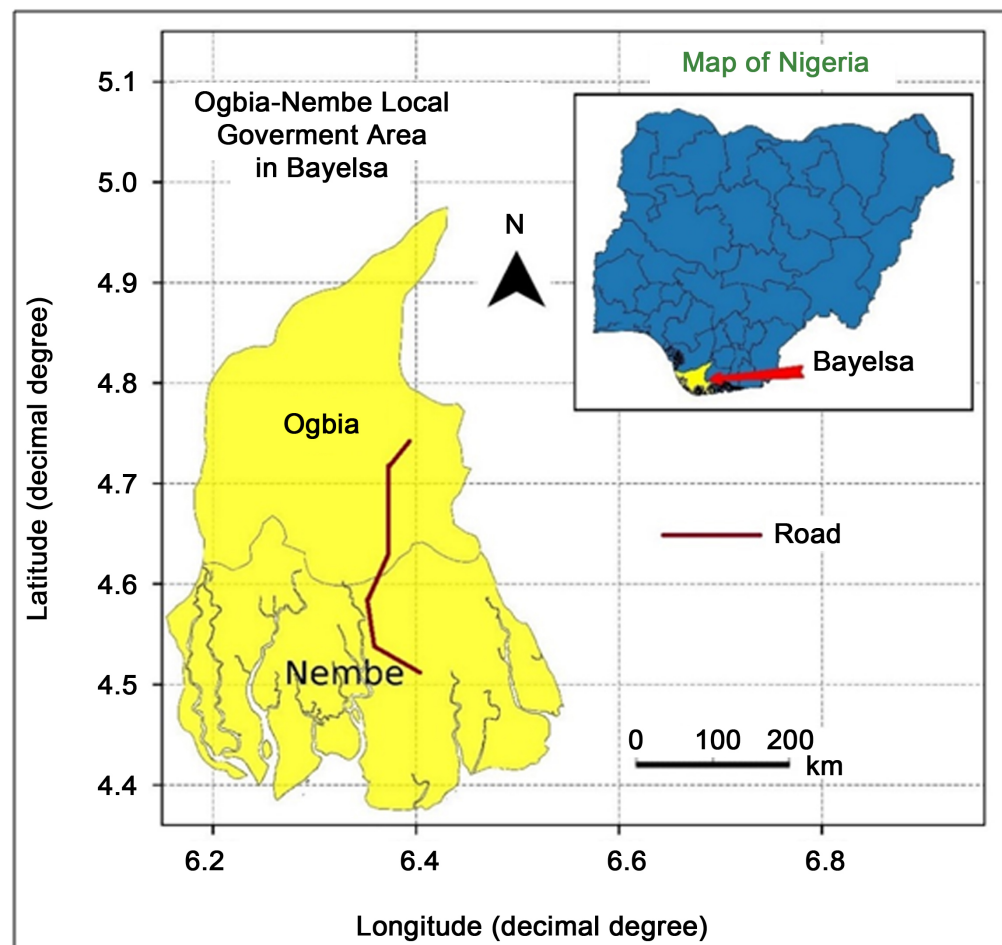 Map of Nigeria
Ogbia-Nembe Local
Goverment Area
in Bayelsa
N
Bayelsa
Ogbia
Road
Nembe
0 100 200
km
5.1
5.0
4.9
4.8
4.7
4.6
4.5
4.4
Latitude (decimal degree)
6.2 6.4 6.6 6.8
Longitude (decimal degree)